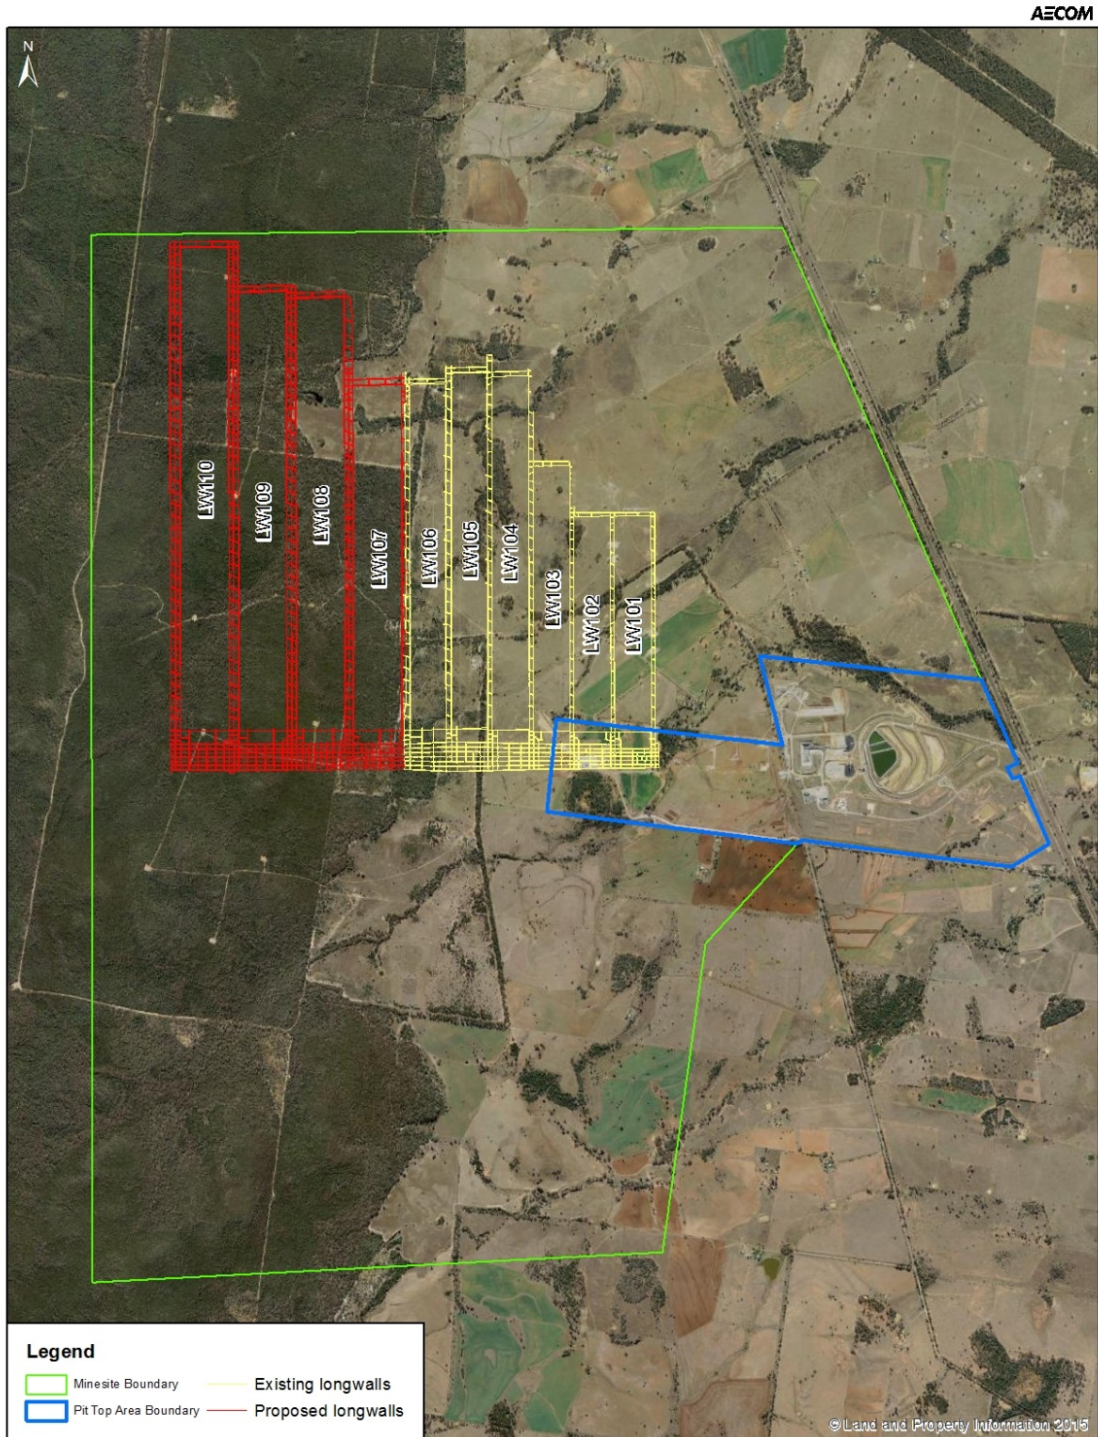 AECOM
N
LW110
LW109
LW108
LW107
LW106
LW105
LW104
LW103
LW102
LW101
Legend
Minesite Boundary
Existing longwalls
Pit Top Area Boundary
Proposed longwalls
© Land and Property Information 2015